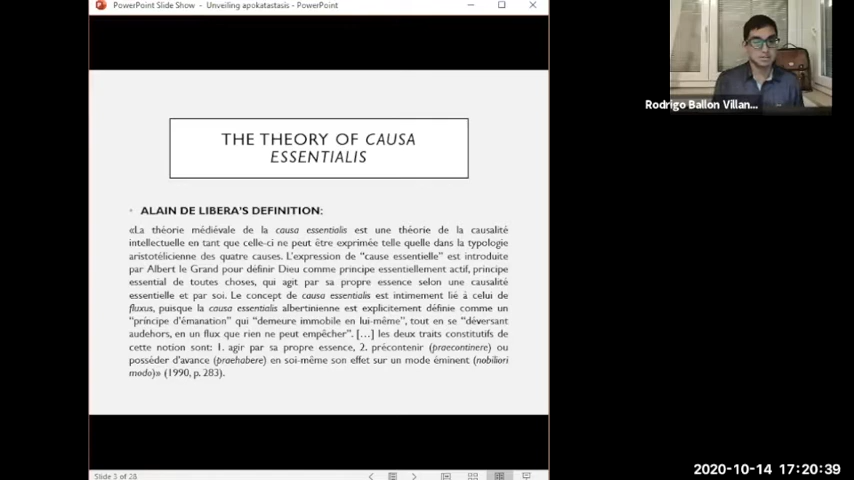 PowerPoint Slide Show - Unveiling apokatastasis - PowerPoint
Rodrigo Ballon Villan...
THE THEORY OF CAUSA
ESSENTIALIS
• ALAIN DE LIBERA'S DEFINITION:
«La théorie médiévale de la causa essentialis est une théorie de la causalité
intellectuelle en tant que celle-ci ne peut être exprimée telle quelle dans la typologie
aristotélicienne des quatre causes. L'expression de "cause essentielle" est introduite
par Albert le Grand pour définir Dieu comme principe essentiellement actif, principe
essential de toutes choses, qui agit par sa propre essence selon une causalité
essentielle et par soi. Le concept de causa essentialis est intimement lié à celui de
fluxus, puisque la causa essentialis albertinienne est explicitement définie comme un
"príncipe d'émanation" qui "demeure immobile en lui-même", tout en se "déversant
audehors, en un flux que rien ne peut empêcher". [...] les deux traits constitutifs de
cette notion sont: 1. agir par sa propre essence, 2. précontenir (praecontinere) ou
posséder d'avance (praehabere) en soi-même son effet sur un mode éminent (nobiliori
modo)» (1990, p. 283).
Slide 3 of 28
2020-10-14 17:20:39